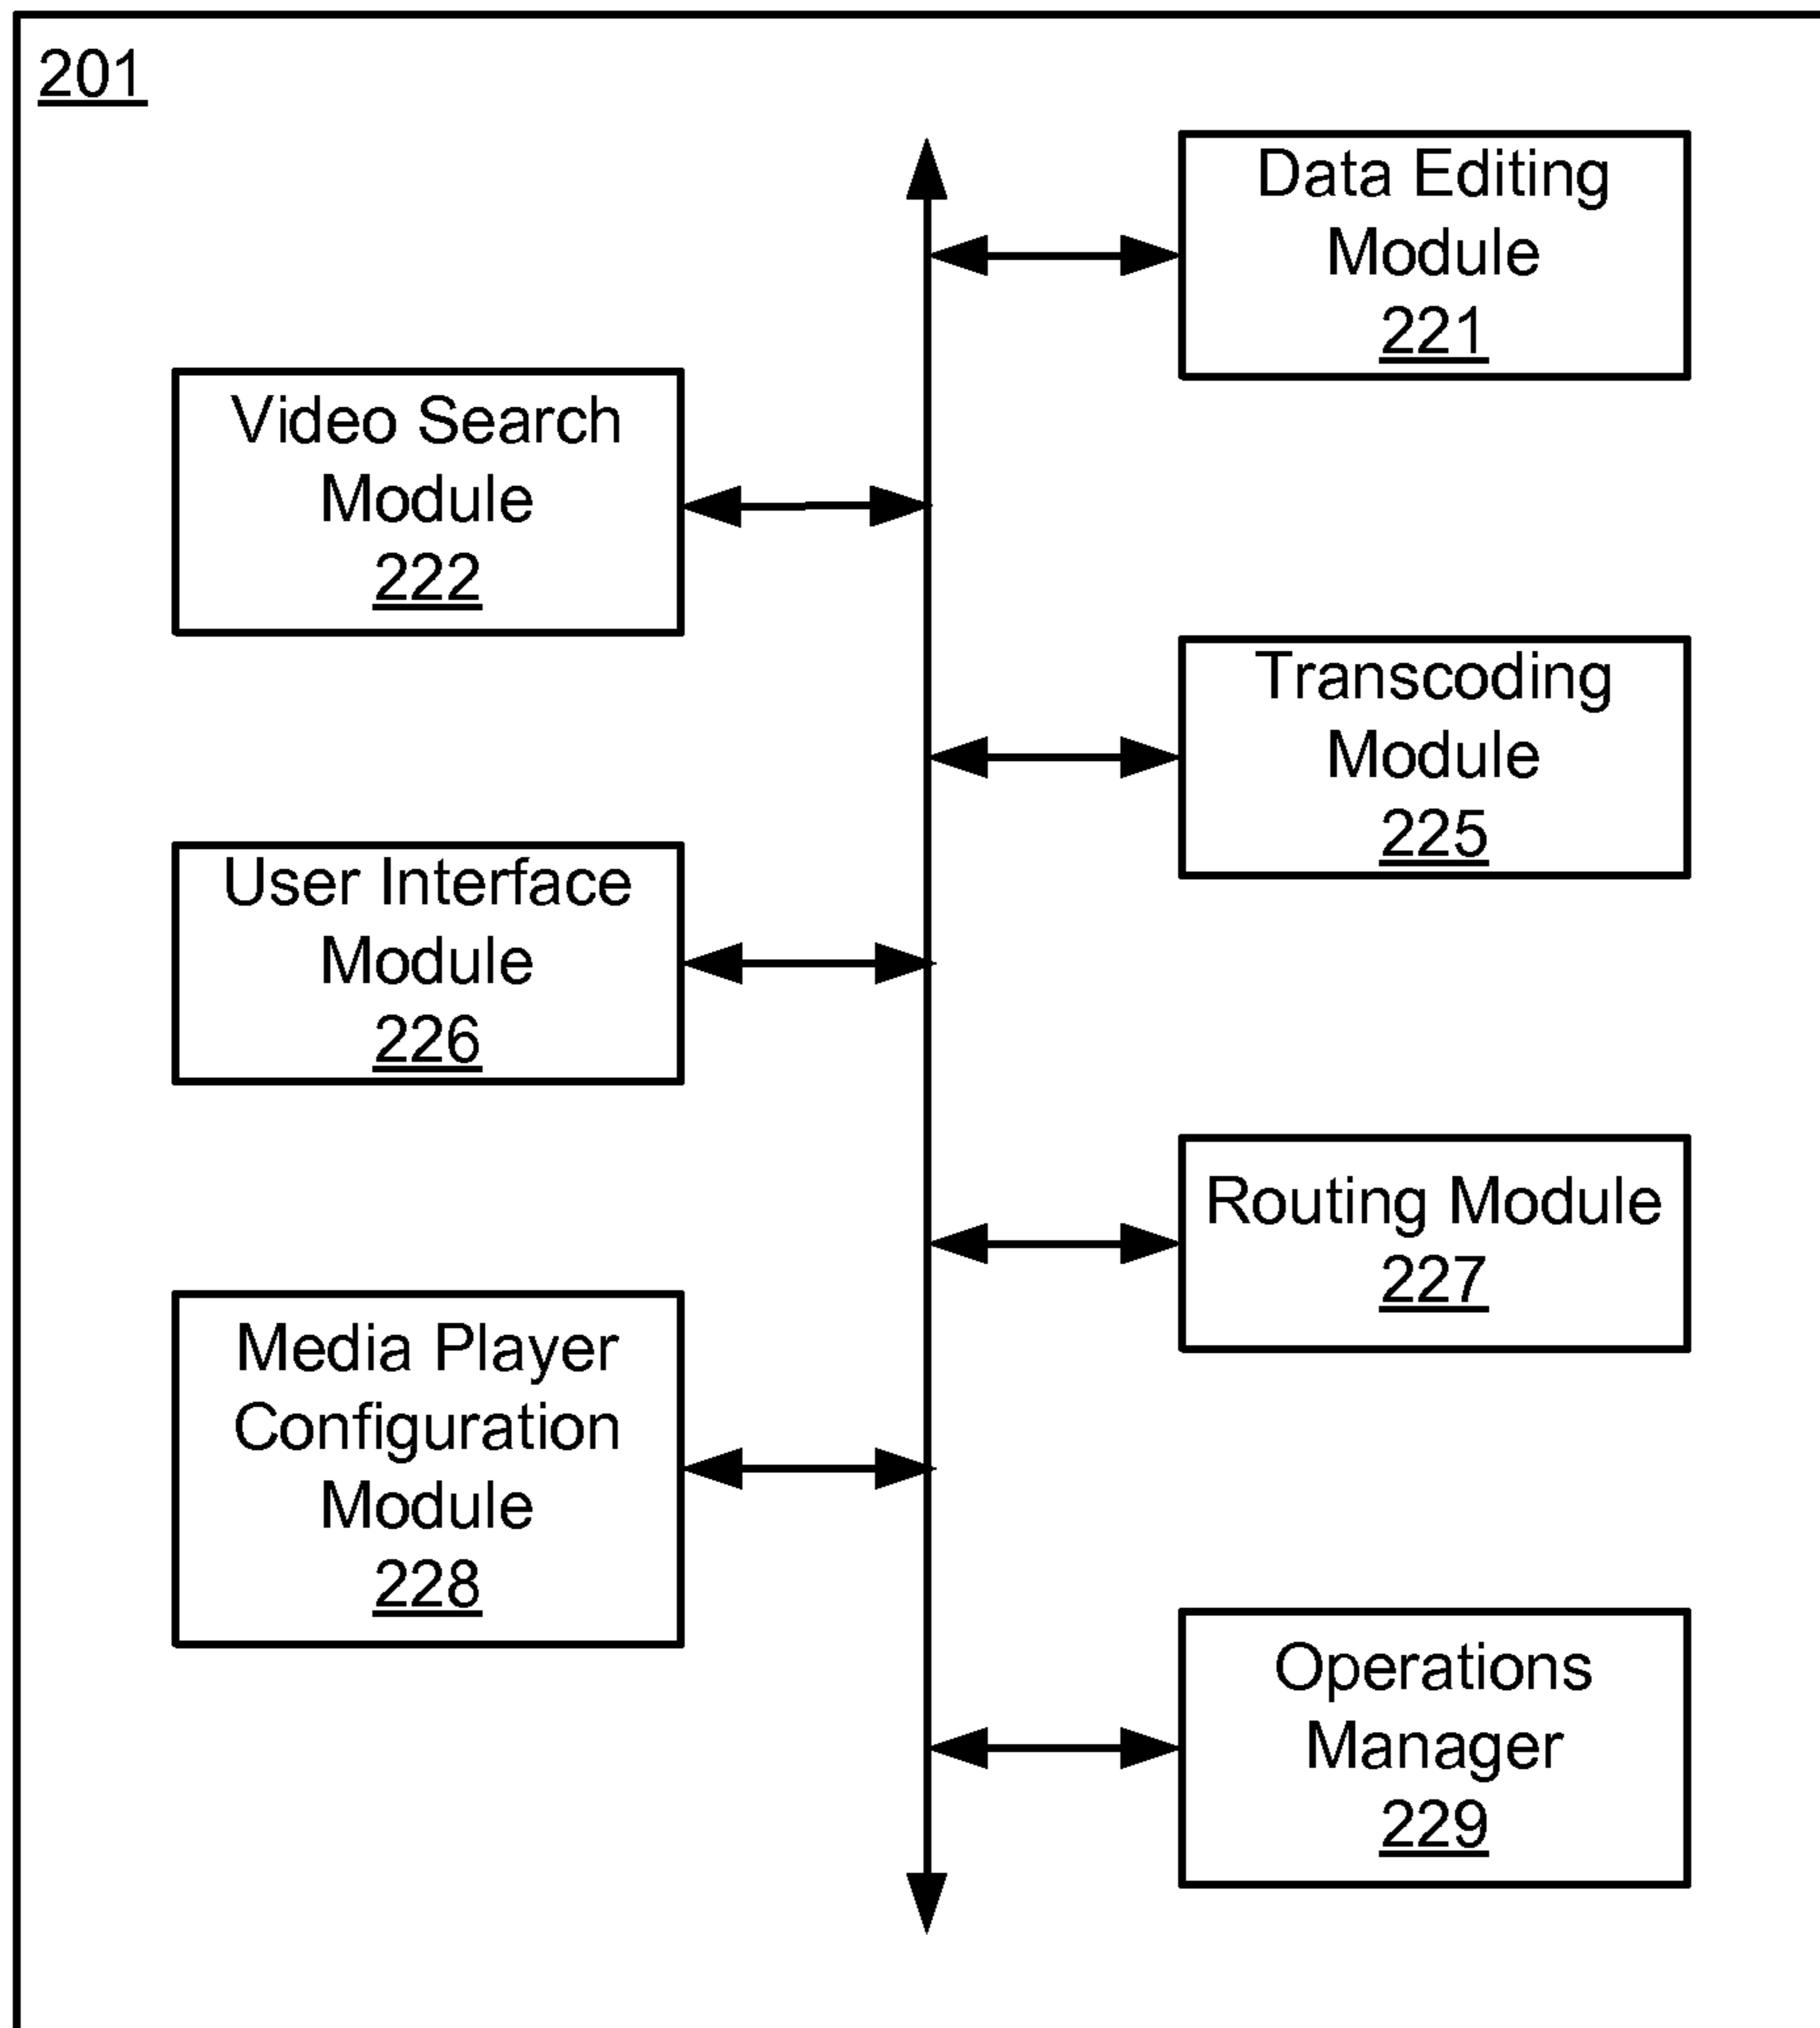 201
Data Editing
Module
221
Video Search
Module
222
Transcoding
Module
225
User Interface
Module
226
Routing Module
227
Media Player
Configuration
Module
228
Operations
Manager
229